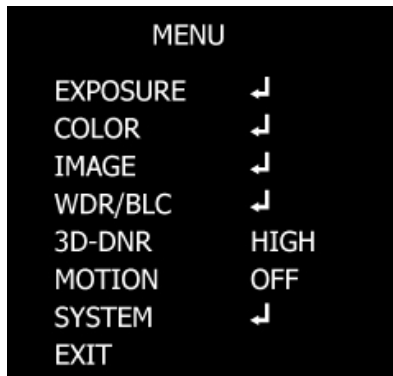 MENU
EXPOSURE ↲
COLOR ↲
IMAGE ↲
WDR/BLC ↲
3D-DNR HIGH
MOTION OFF
SYSTEM ↲
EXIT